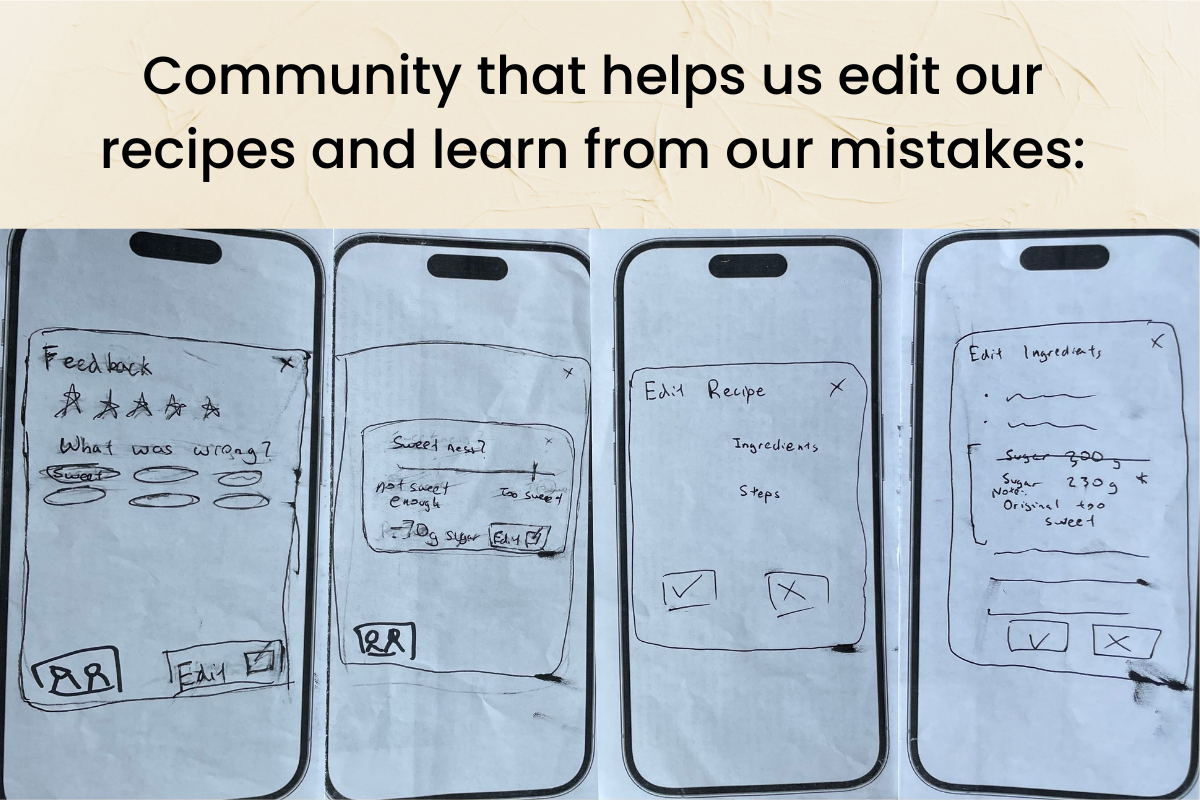 Community that helps us edit our
recipes and learn from our mistakes:
Feedback
What was wrong?
Sweet
Edit
Sweetness?
not sweet
enough
Too sweet
-70g sugar
Edit
Edit Recipe
Ingredients
Steps
Edit Ingredients
Sugar 300 g
Sugar 230g *
Note:
Original too
sweet